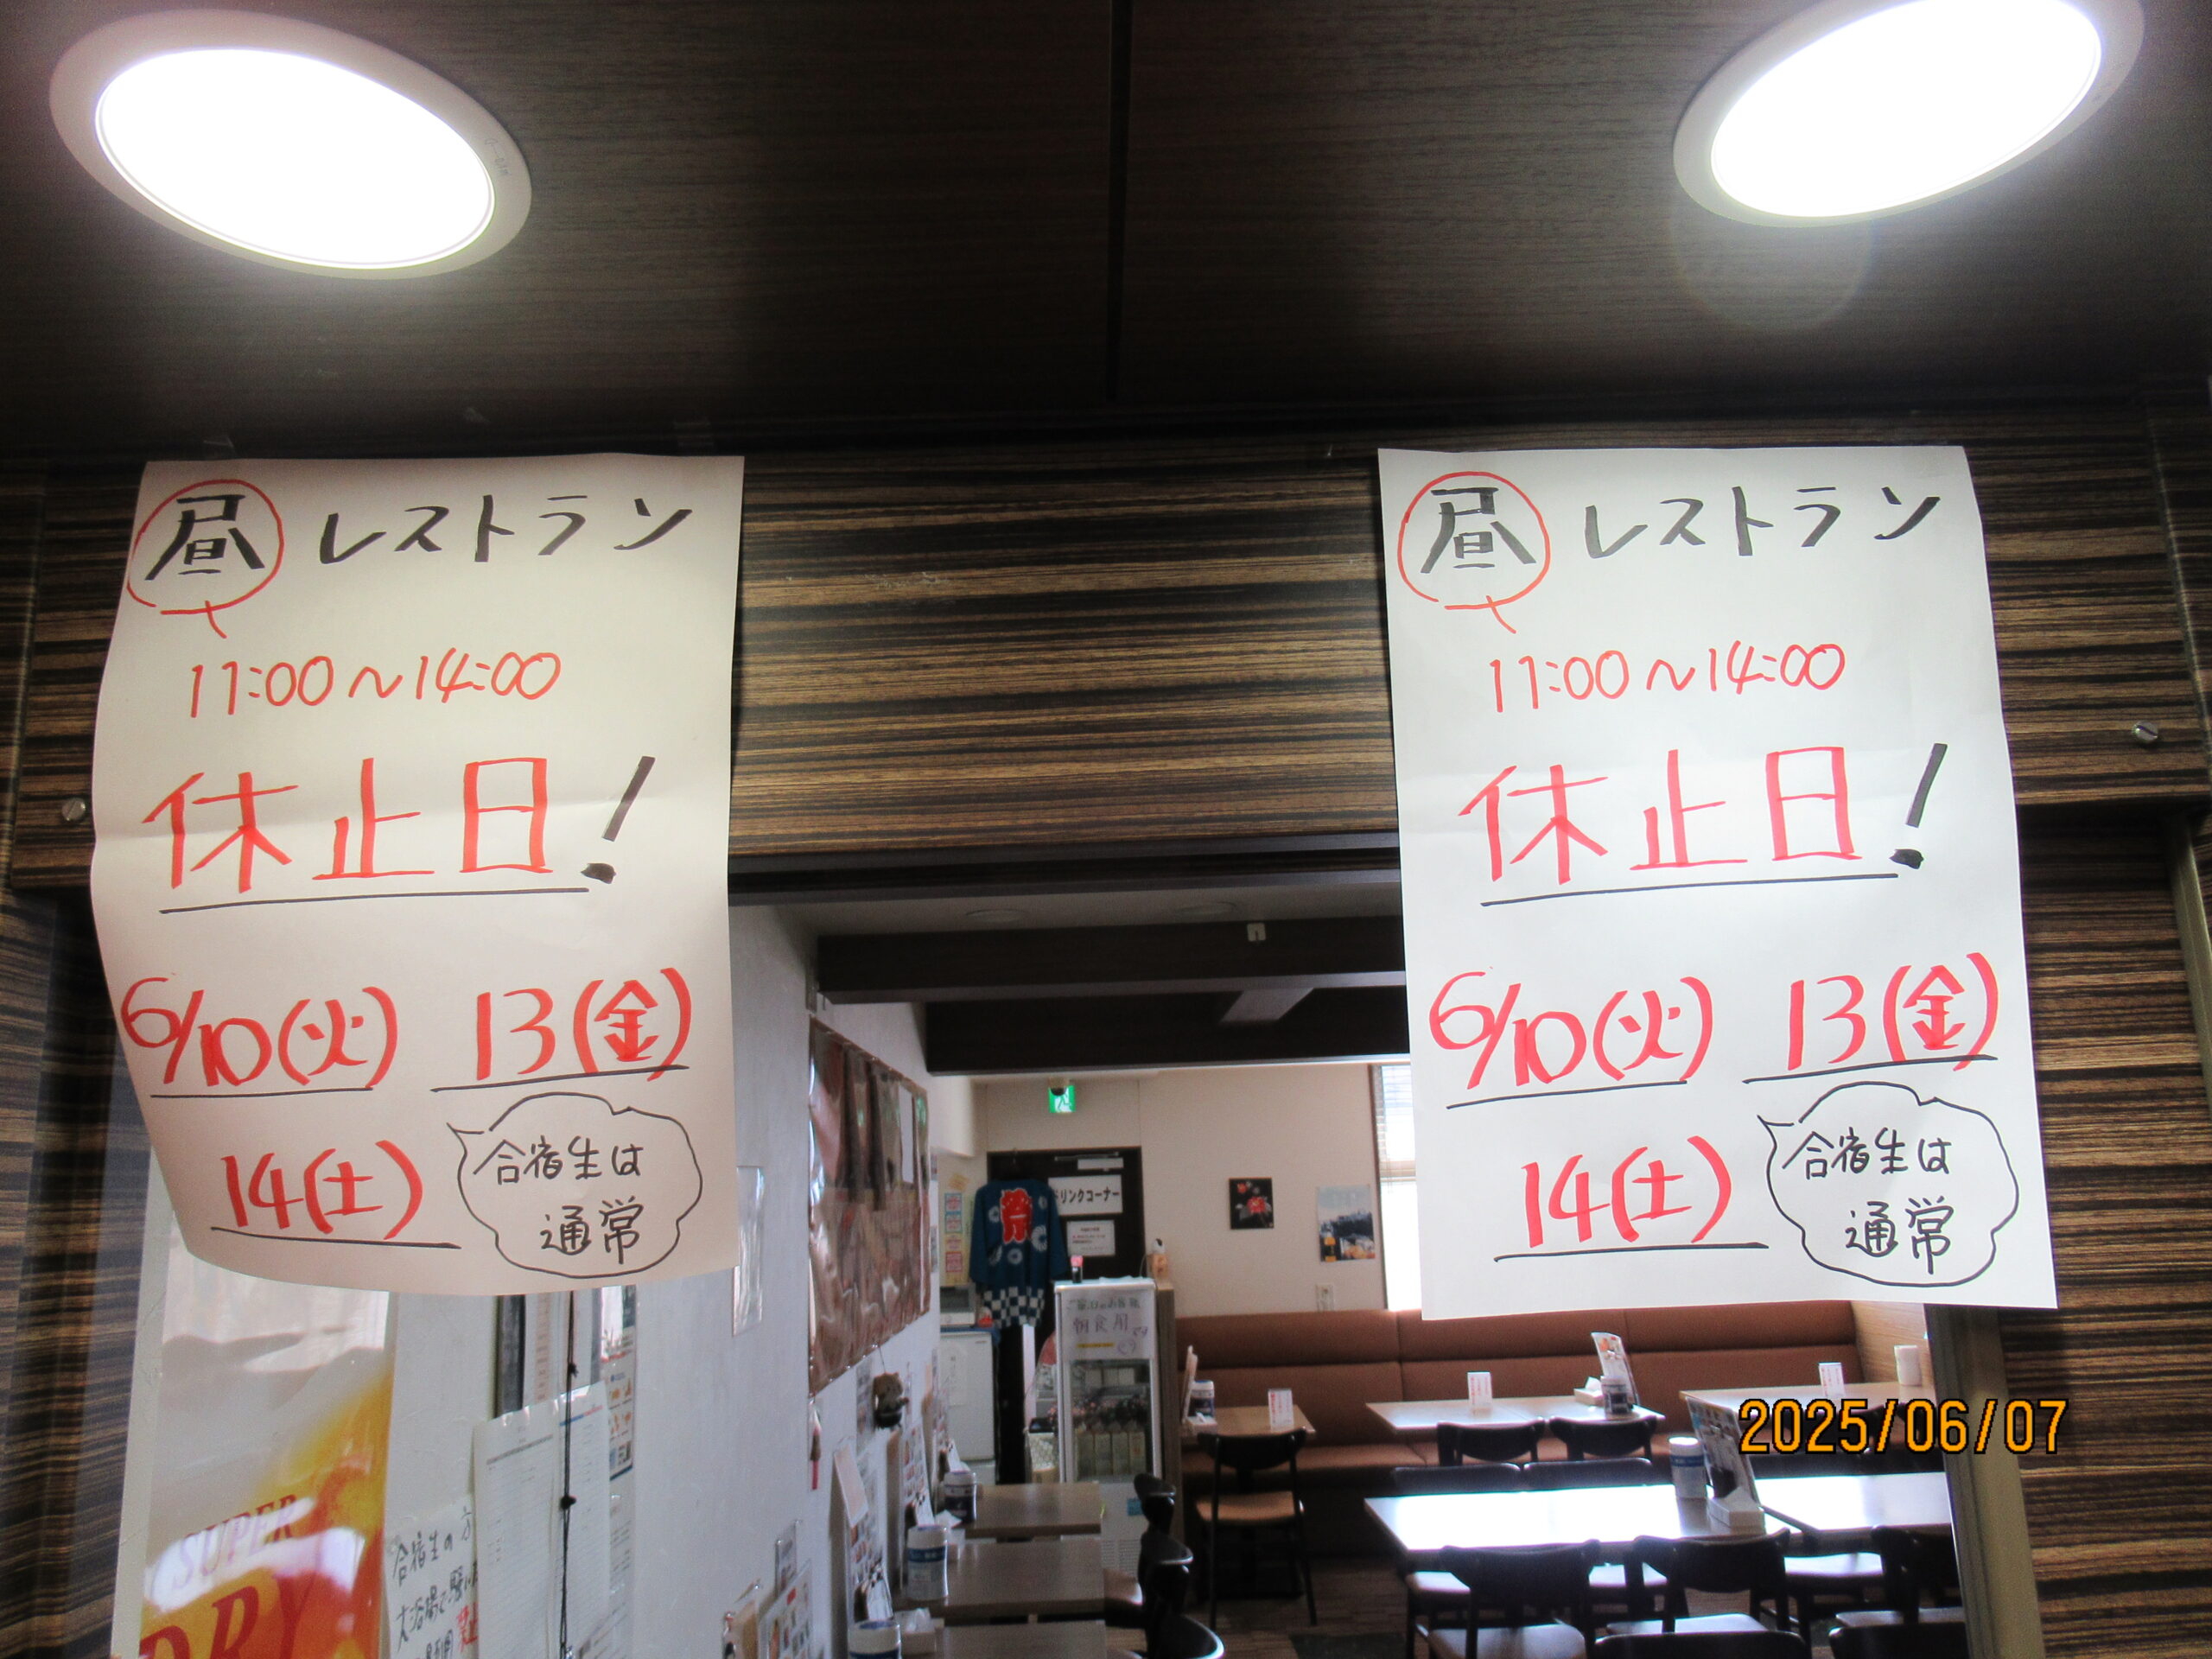 昼 レストラン
11:00～14:00
休止日！
6/10(火) 13(金)
14(土)
合宿生は
通常
昼 レストラン
11:00～14:00
休止日！
6/10(火) 13(金)
14(土)
合宿生は
通常
祭
ドリンクコーナー
朝食用
SUPER
DRY
合宿生の方
2025/06/07